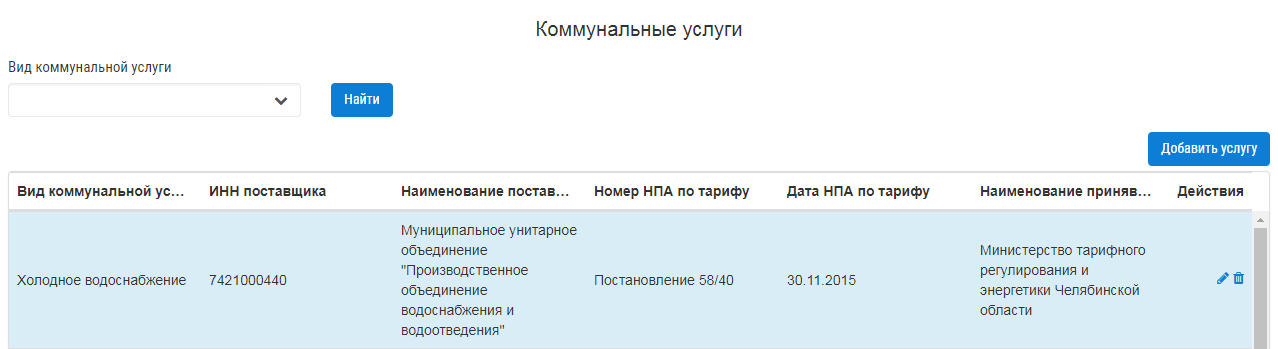 Коммунальные услуги
Вид коммунальной услуги
Найти
Добавить услугу
Вид коммунальной ус... ИНН поставщика Наименование постав... Номер НПА по тарифу Дата НПА по тарифу Наименование приняв... Действия
Холодное водоснабжение
7421000440
Муниципальное унитарное
объединение
"Производственное
объединение
водоснабжения и
водоотведения"
Постановление 58/40
30.11.2015
Министерство тарифного
регулирования и
энергетики Челябинской
области